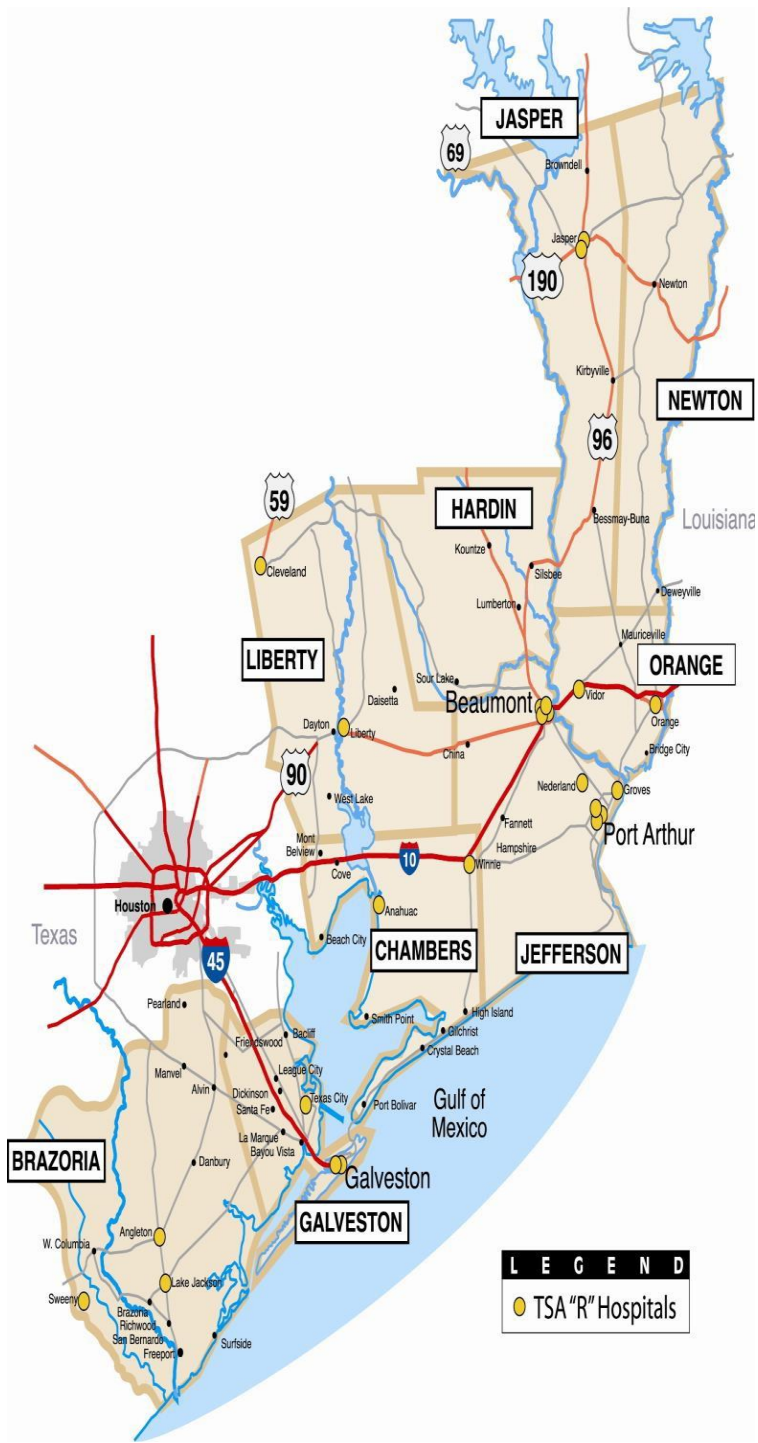 JASPER
69
Browndell
Jasper
190
Newton
Kirbyville
NEWTON
96
59
HARDIN
Bessmay-Buna
Louisiana
Kountze
Silsbee
Cleveland
Deweyville
Lumberton
Mauriceville
LIBERTY
ORANGE
Sour Lake
Daisetta
Beaumont
Vidor
Orange
Dayton
Liberty
China
Bridge City
90
Nederland
Groves
West Lake
Fannett
Port Arthur
Mont
Belview
Hampshire
10
Cove
Winnie
Houston
Anahuac
Texas
Beach City
CHAMBERS
JEFFERSON
45
Pearland
Smith Point
High Island
Gilchrist
Friendswood
Bacliff
Crystal Beach
Manvel
League City
Alvin
Dickinson
Texas City
Port Bolivar
Gulf of
Mexico
Santa Fe
La Marque
Bayou Vista
BRAZORIA
Danbury
Galveston
GALVESTON
Angleton
W. Columbia
LEGEND
Lake Jackson
Sweeny
TSA "R" Hospitals
Brazoria
Richwood
San Bernardo
Surfside
Freeport